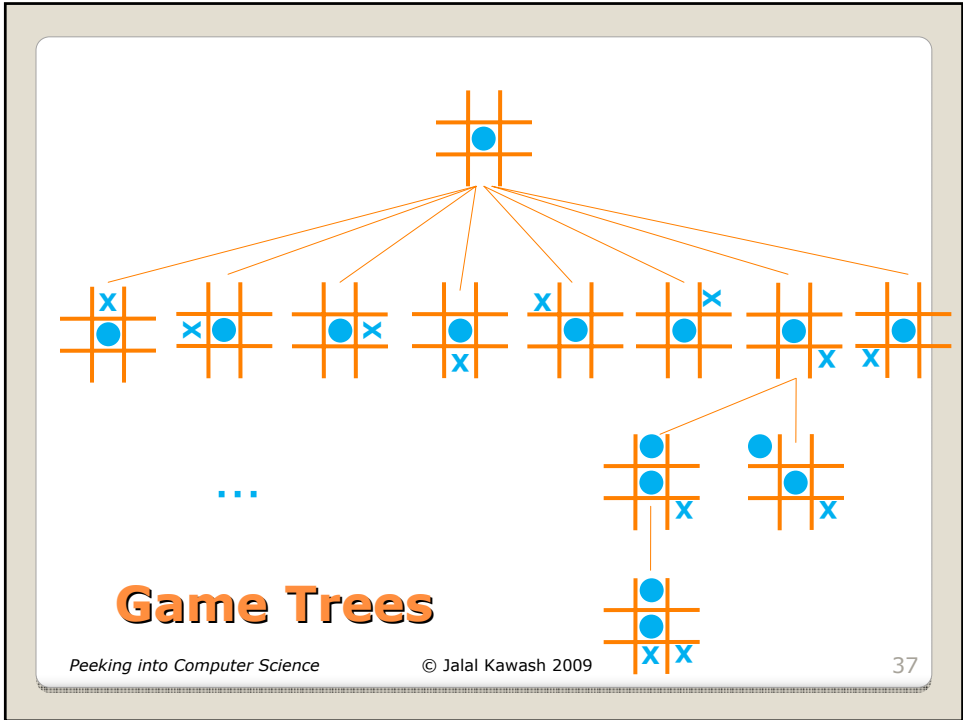 X
X
X
X
X
X
X
X
...
X
X
X X
Game Trees
Peeking into Computer Science
© Jalal Kawash 2009
37